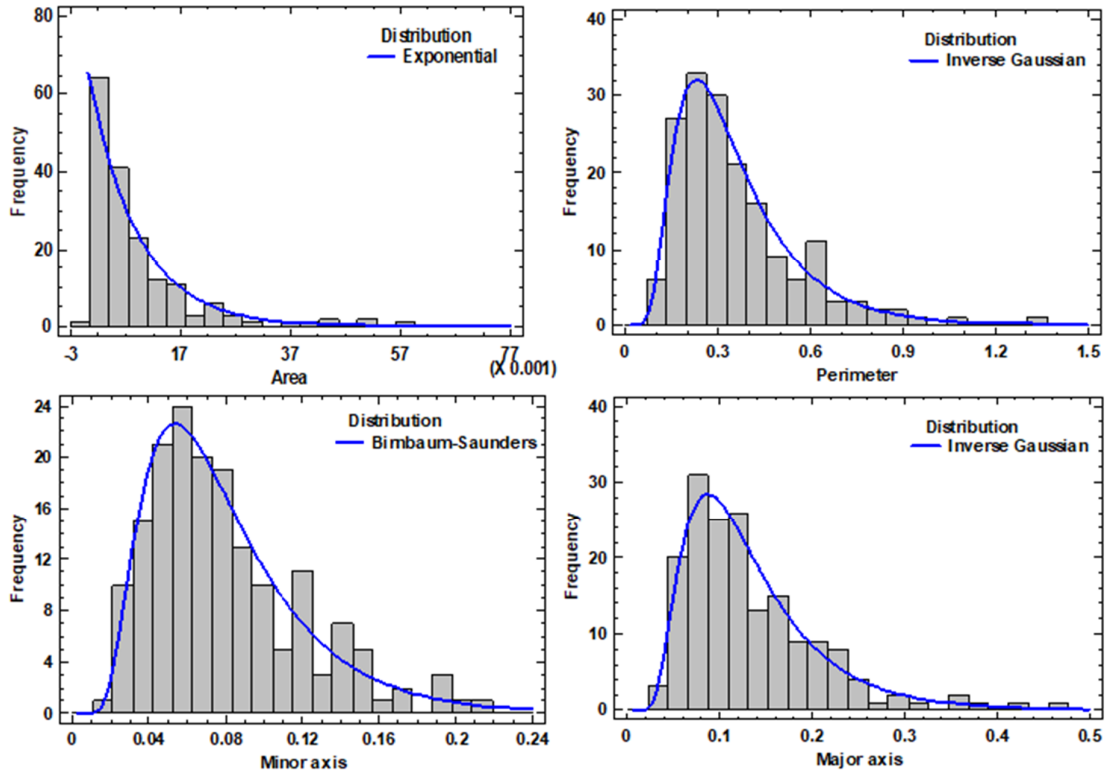 80
60
40
20
0
Frequency
Distribution
Exponential
-3 17 37 57 77
(X 0.001)
Area
40
30
20
10
0
Frequency
Distribution
Inverse Gaussian
0 0.3 0.6 0.9 1.2 1.5
Perimeter
24
20
16
12
8
4
0
Frequency
Distribution
Birnbaum-Saunders
0 0.04 0.08 0.12 0.16 0.2 0.24
Minor axis
40
30
20
10
0
Frequency
Distribution
Inverse Gaussian
0 0.1 0.2 0.3 0.4 0.5
Major axis